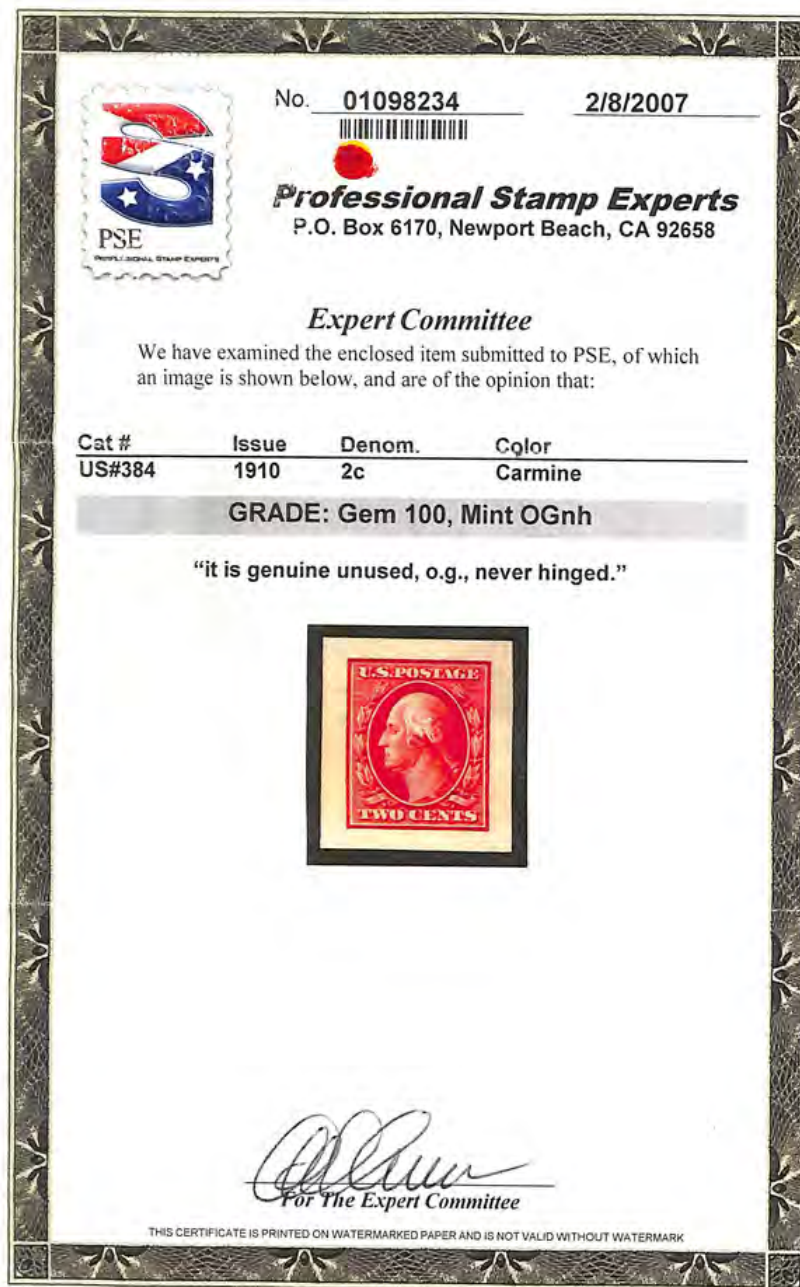 No. 01098234 2/8/2007
PSE
PROFESSIONAL STAMP EXPERTS
Professional Stamp Experts
P.O. Box 6170, Newport Beach, CA 92658
Expert Committee
We have examined the enclosed item submitted to PSE, of which
an image is shown below, and are of the opinion that:
Cat # Issue Denom. Color
US#384 1910 2c Carmine
GRADE: Gem 100, Mint OGnh
“it is genuine unused, o.g., never hinged.”
U.S. POSTAGE
TWO CENTS
For The Expert Committee
THIS CERTIFICATE IS PRINTED ON WATERMARKED PAPER AND IS NOT VALID WITHOUT WATERMARK